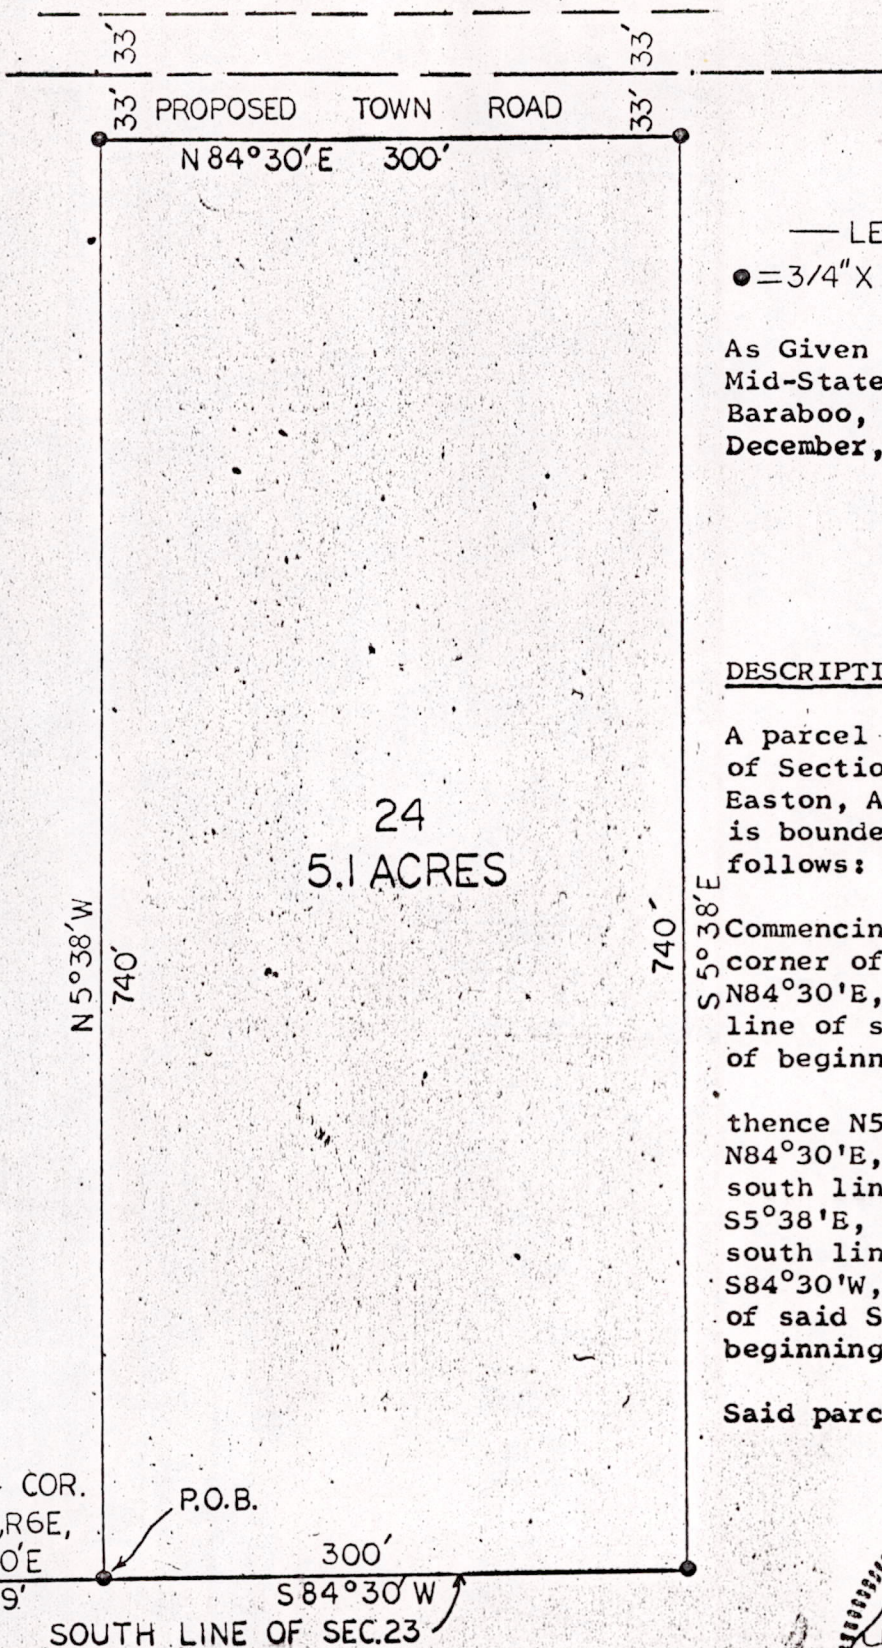 33' 33'
33' PROPOSED TOWN ROAD 33'
N 84°30' E 300'
— LE
● = 3/4" X
As Given
Mid-State
Baraboo,
December,
DESCRIPTI
A parcel
of Sectio
Easton, A
is bounde
follows:
24
5.1 ACRES
N 5°38' W
740'
740'
S 5°38' E
Commencin
corner of
N84°30'E,
line of s
of beginn
thence N5
N84°30'E,
south lin
S5°38'E,
south lin
S84°30'W,
of said S
beginning
Said parc
COR.
,R6E,
0'E
9'
P.O.B.
300'
S 84°30' W
SOUTH LINE OF SEC.23